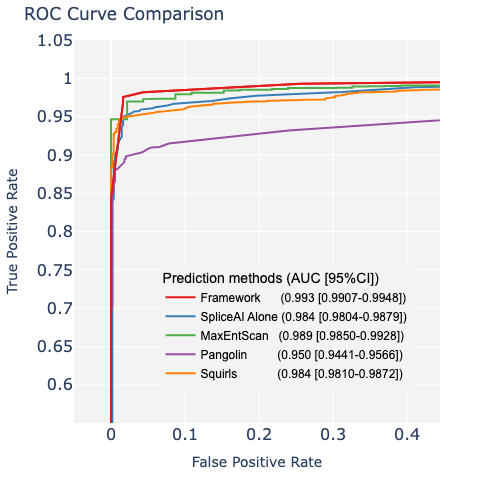 ROC Curve Comparison
1.05
1
0.95
0.9
0.85
0.8
0.75
0.7
0.65
0.6
True Positive Rate
Prediction methods (AUC [95%CI])
Framework (0.993 [0.9907-0.9948])
SpliceAI Alone (0.984 [0.9804-0.9879])
MaxEntScan (0.989 [0.9850-0.9928])
Pangolin (0.950 [0.9441-0.9566])
Squirls (0.984 [0.9810-0.9872])
0 0.1 0.2 0.3 0.4
False Positive Rate